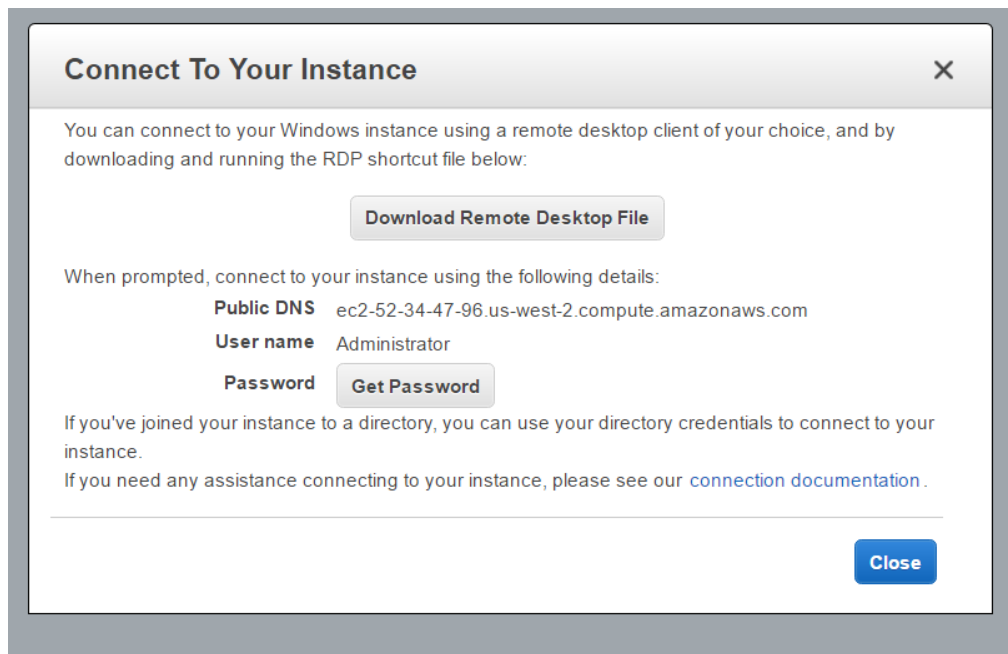 Connect To Your Instance
You can connect to your Windows instance using a remote desktop client of your choice, and by
downloading and running the RDP shortcut file below:
Download Remote Desktop File
When prompted, connect to your instance using the following details:
Public DNS ec2-52-34-47-96.us-west-2.compute.amazonaws.com
User name Administrator
Password Get Password
If you've joined your instance to a directory, you can use your directory credentials to connect to your
instance.
If you need any assistance connecting to your instance, please see our connection documentation .
Close